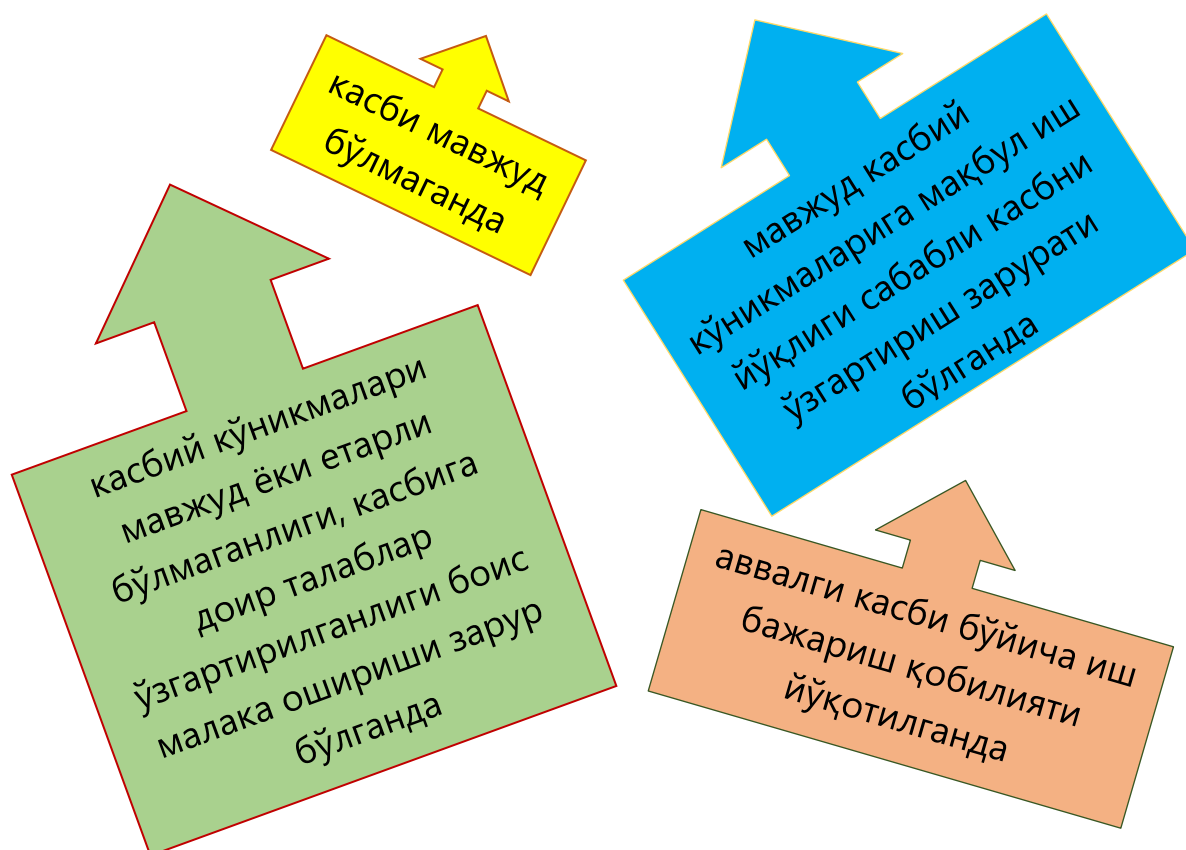 касби мавжуд
бўлмаганда
мавжуд касбий
кўникмаларига мақбул иш
йўқлиги сабабли касбни
ўзгартириш зарурати
бўлганда
касбий кўникмалари
мавжуд ёки етарли
бўлмаганлиги, касбига
доир талаблар
ўзгартирилганлиги боис
малака ошириши зарур
бўлганда
аввалги касби бўйича иш
бажариш қобилияти
йўқотилганда